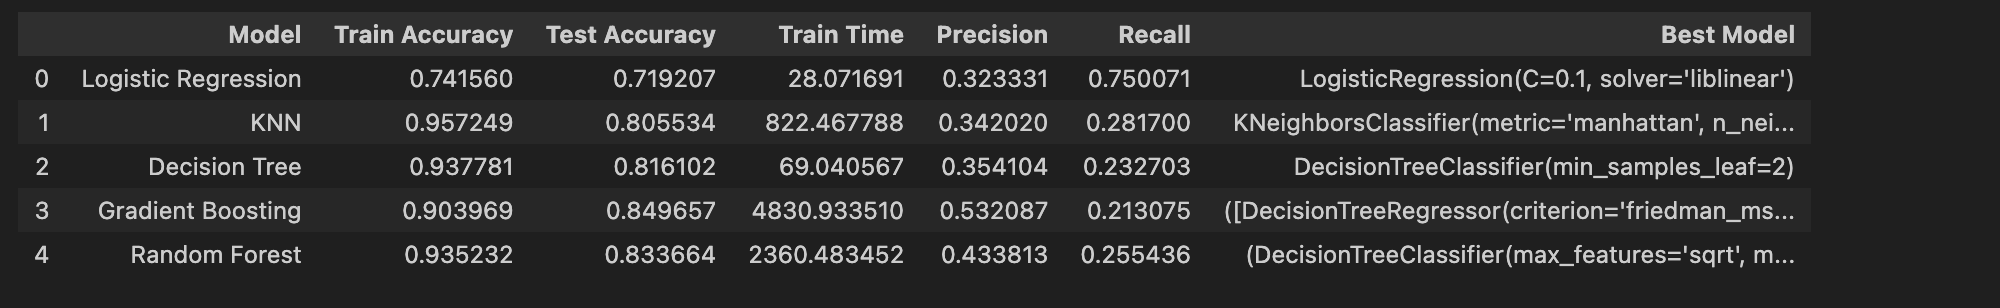 Model Train Accuracy Test Accuracy Train Time Precision Recall Best Model
0 Logistic Regression 0.741560 0.719207 28.071691 0.323331 0.750071 LogisticRegression(C=0.1, solver='liblinear')
1 KNN 0.957249 0.805534 822.467788 0.342020 0.281700 KNeighborsClassifier(metric='manhattan', n_nei...
2 Decision Tree 0.937781 0.816102 69.040567 0.354104 0.232703 DecisionTreeClassifier(min_samples_leaf=2)
3 Gradient Boosting 0.903969 0.849657 4830.933510 0.532087 0.213075 ([DecisionTreeRegressor(criterion='friedman_ms...
4 Random Forest 0.935232 0.833664 2360.483452 0.433813 0.255436 (DecisionTreeClassifier(max_features='sqrt', m...